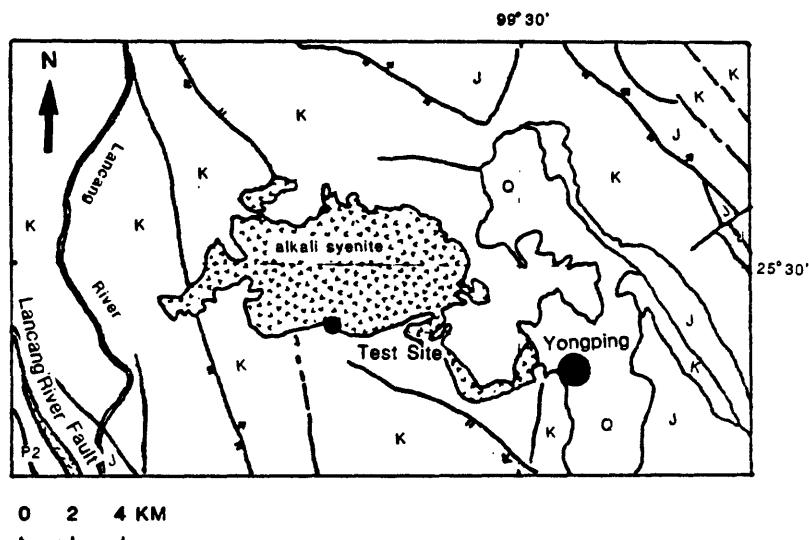 99°30'
N
J
K
K
K
Lancang
K
J
K
Q
K
K
K
J
J
alkali syenite
25°30'
River
J
Lancang River Fault
Test Site
Yongping
K
K
K
K
Q
J
P2
J
0 2 4 KM